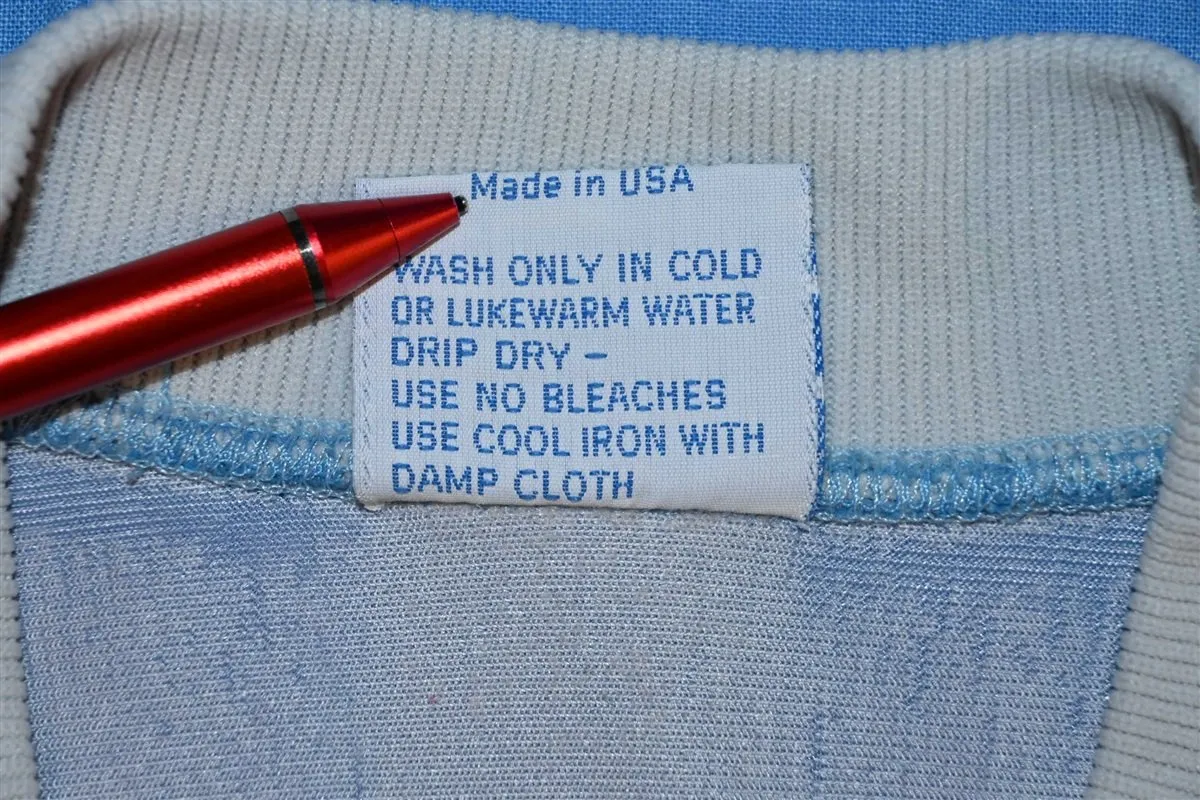 Made in USA
WASH ONLY IN COLD
OR LUKEWARM WATER
DRIP DRY –
USE NO BLEACHES
USE COOL IRON WITH
DAMP CLOTH